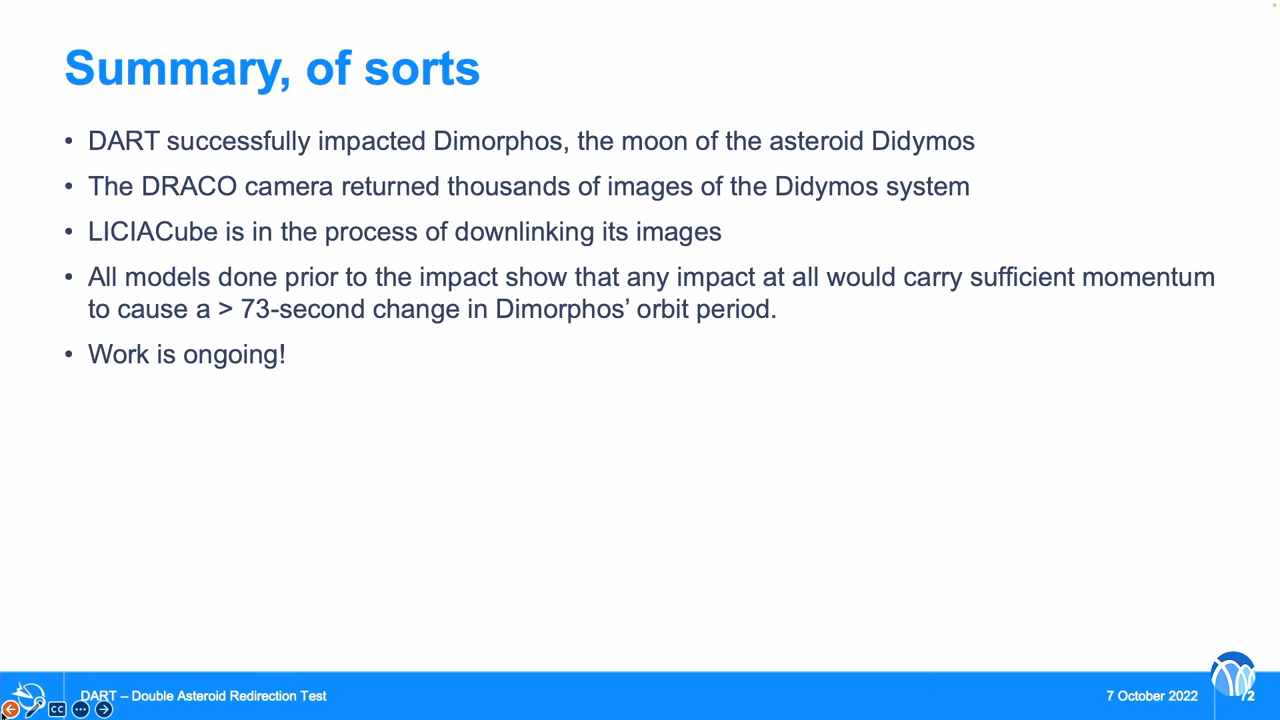 Summary, of sorts
• DART successfully impacted Dimorphos, the moon of the asteroid Didymos
• The DRACO camera returned thousands of images of the Didymos system
• LICIACube is in the process of downlinking its images
• All models done prior to the impact show that any impact at all would carry sufficient momentum
to cause a > 73-second change in Dimorphos’ orbit period.
• Work is ongoing!
CC
DART – Double Asteroid Redirection Test
7 October 2022